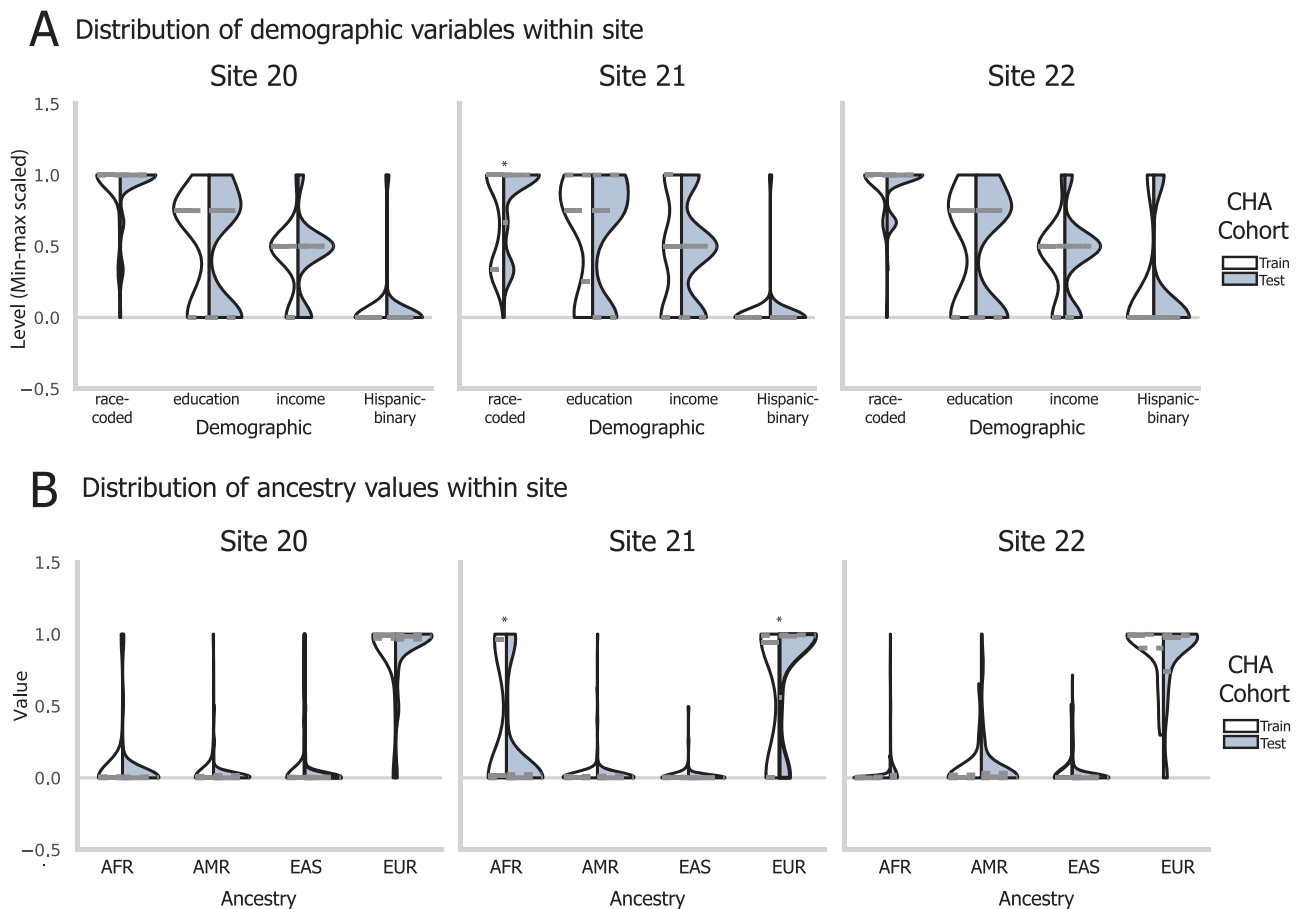 A Distribution of demographic variables within site
Site 20 Site 21 Site 22
1.5
1.0
0.5
0.0
−0.5
Level (Min-max scaled)
* 
CHA
Cohort
Train
Test
race- education income Hispanic- race- education income Hispanic- race- education income Hispanic-
coded binary coded binary coded binary
Demographic Demographic Demographic
B Distribution of ancestry values within site
Site 20 Site 21 Site 22
1.5
1.0
0.5
0.0
−0.5
Value
* *
CHA
Cohort
Train
Test
.
AFR AMR EAS EUR AFR AMR EAS EUR AFR AMR EAS EUR
Ancestry Ancestry Ancestry